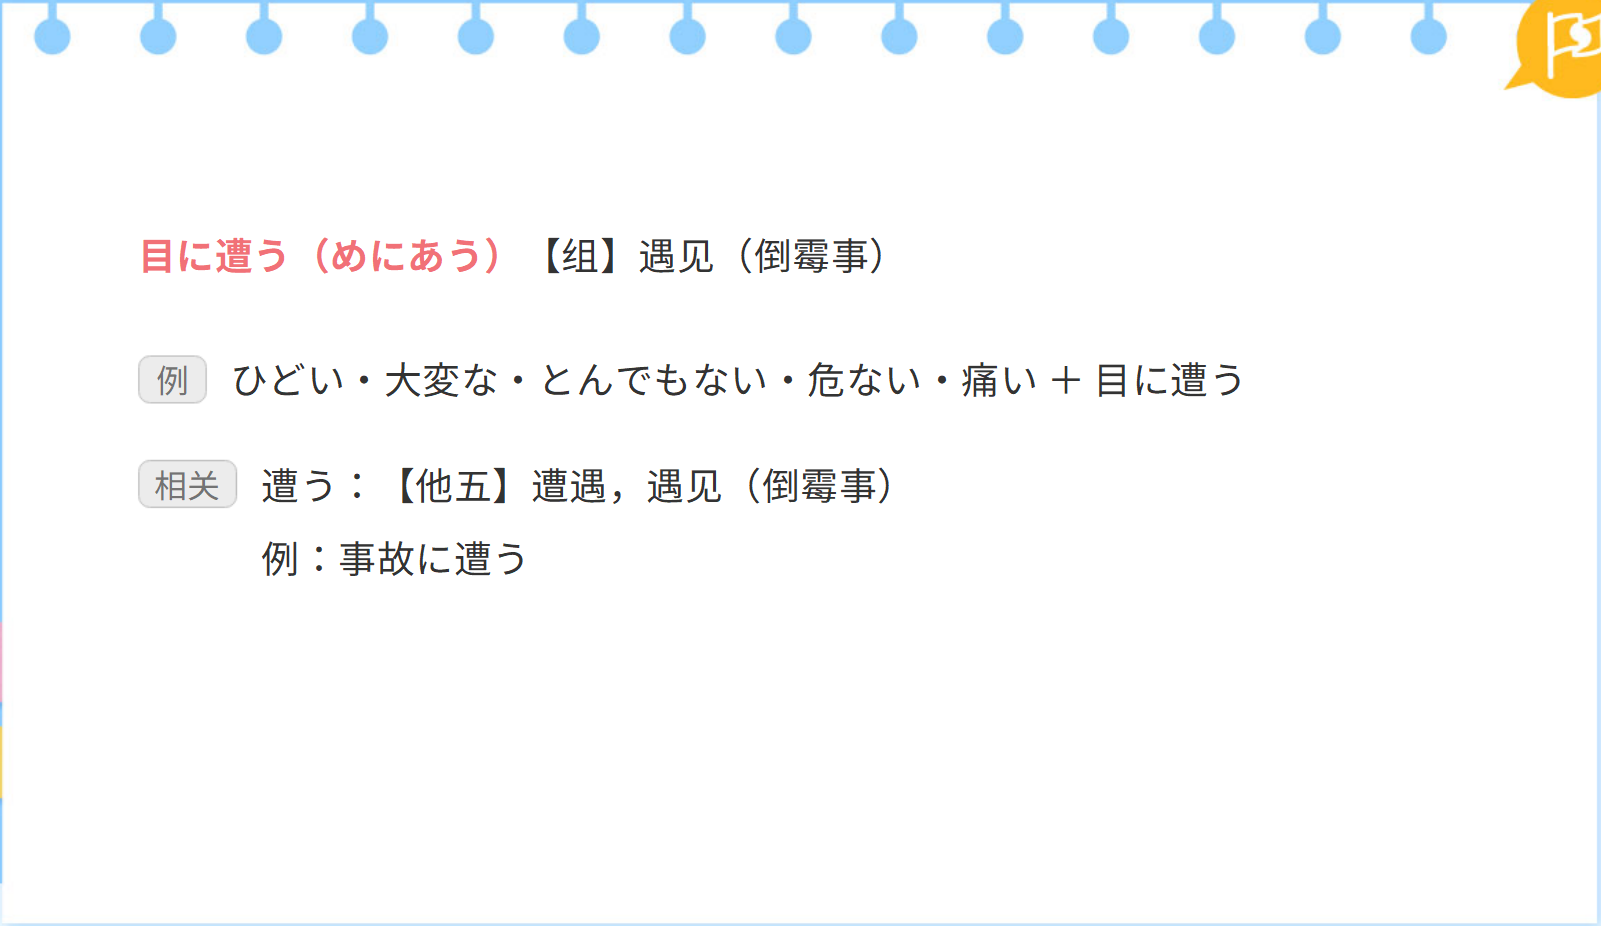 目に遭う（めにあう）【组】遇见（倒霉事）
例 ひどい・大変な・とんでもない・危ない・痛い ＋ 目に遭う
相关 遭う：【他五】遭遇，遇见（倒霉事）
例：事故に遭う